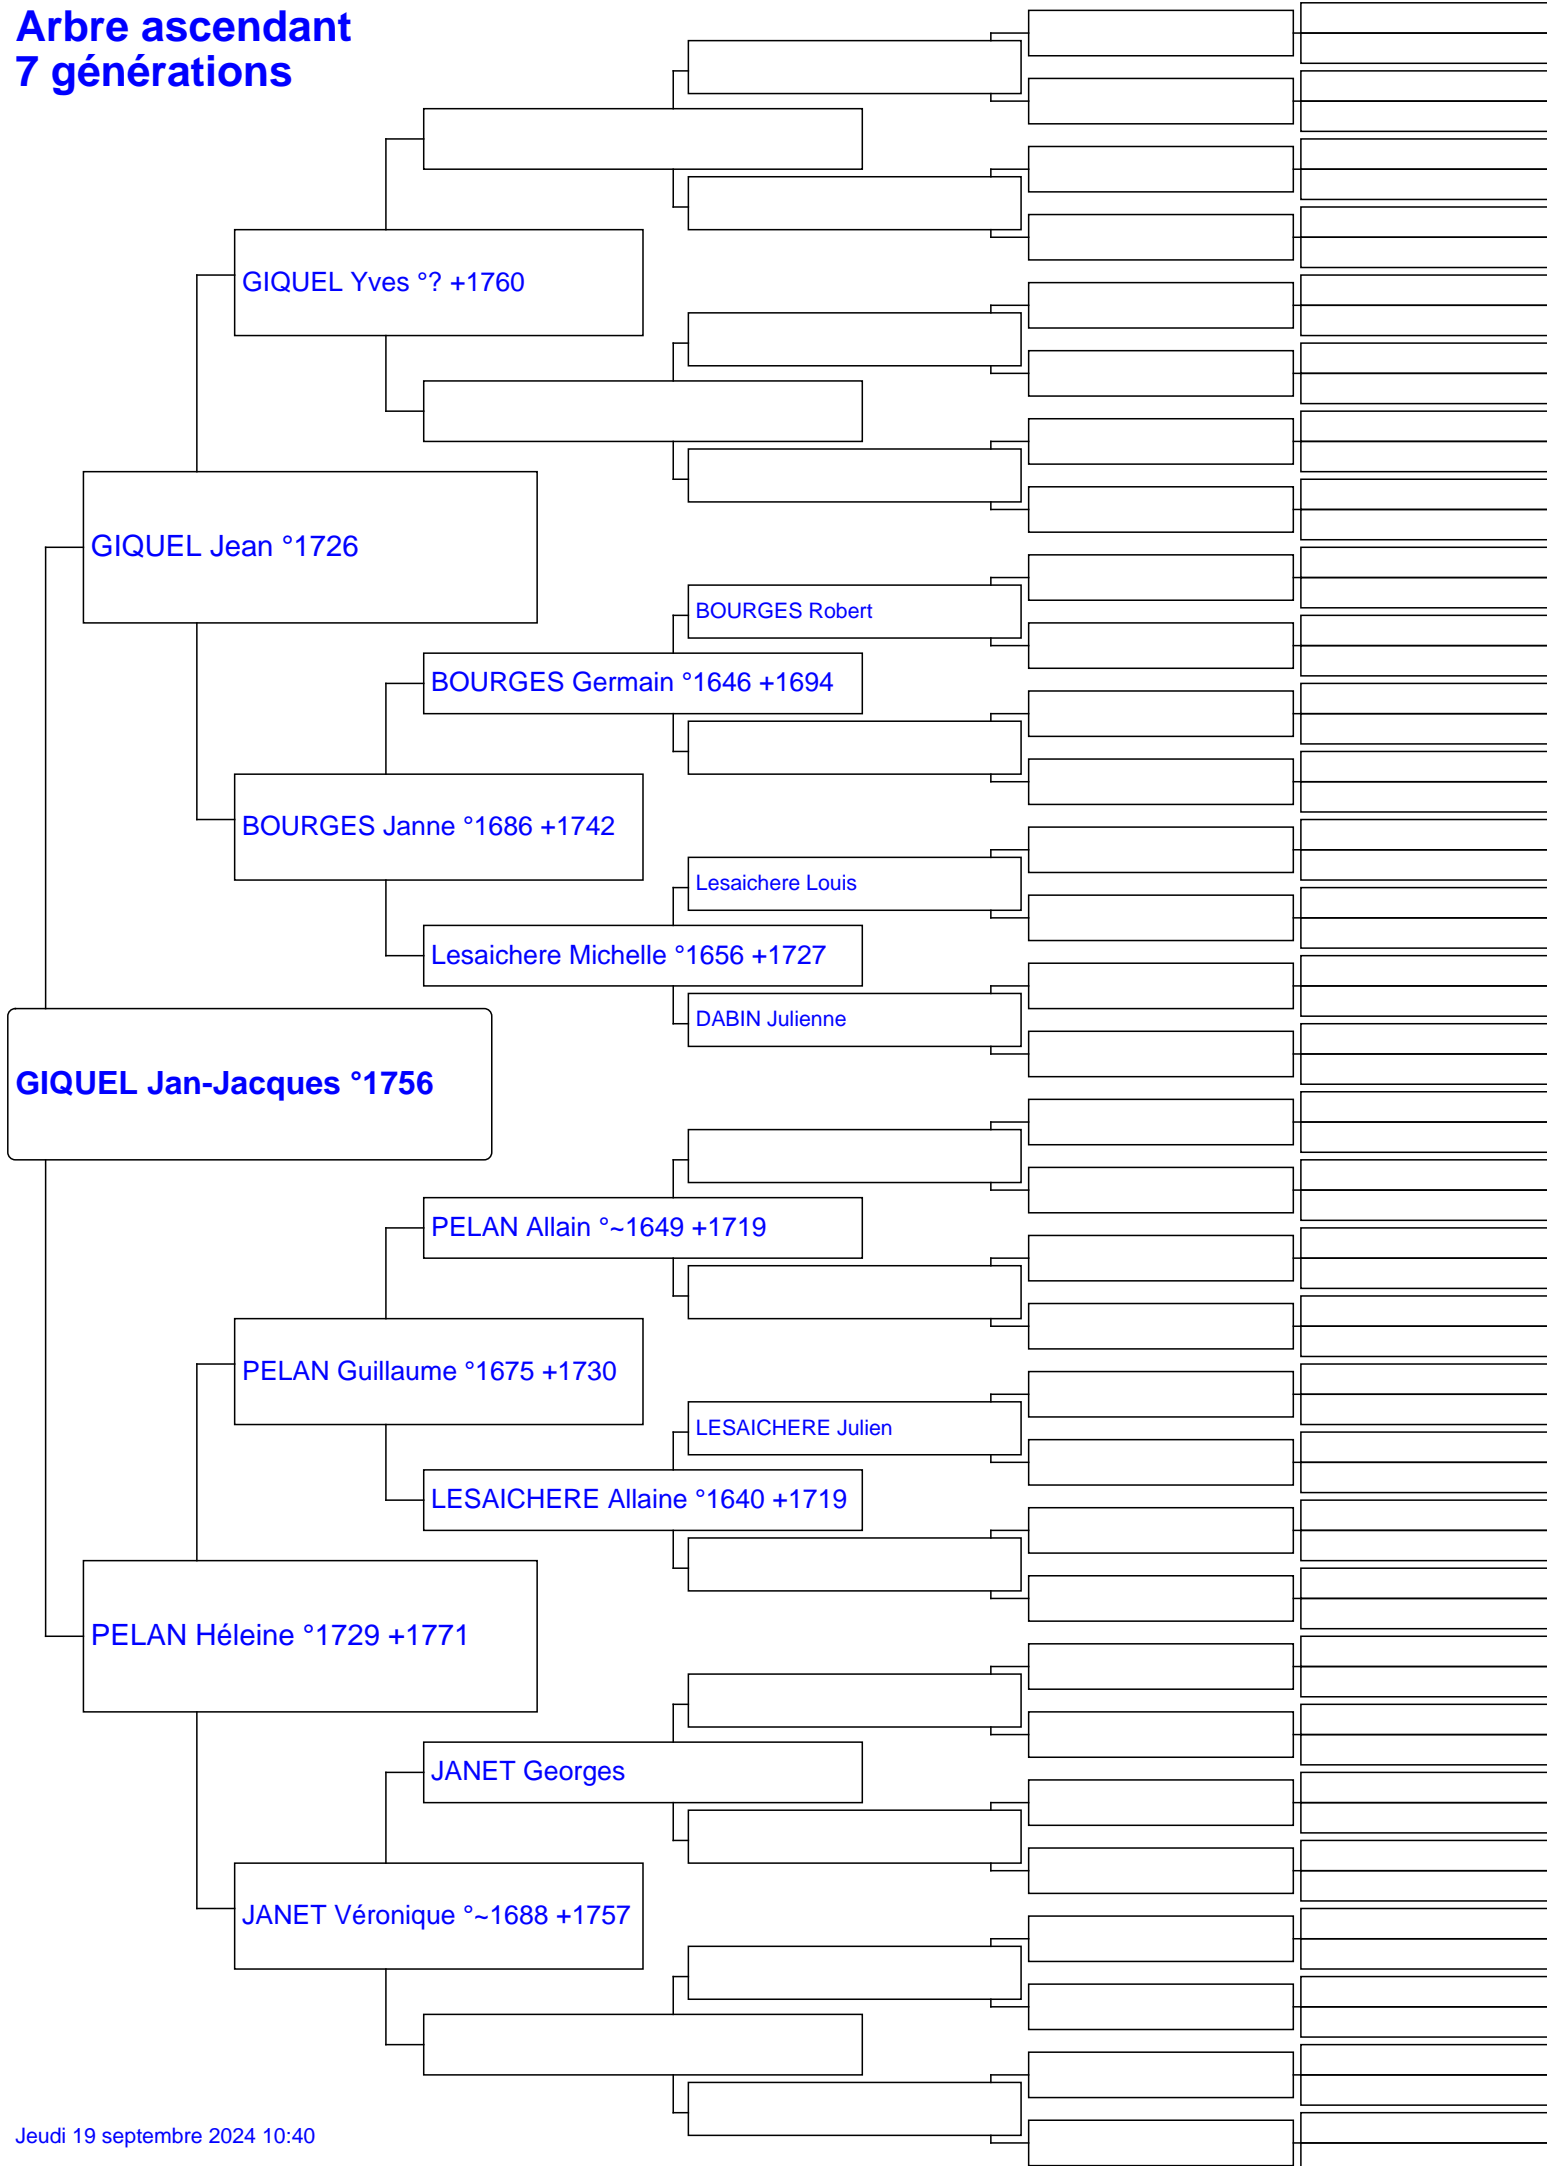 Arbre ascendant
7 générations
GIQUEL Yves °? +1760
GIQUEL Jean °1726
BOURGES Robert
BOURGES Germain °1646 +1694
BOURGES Janne °1686 +1742
Lesaichere Louis
Lesaichere Michelle °1656 +1727
DABIN Julienne
GIQUEL Jan-Jacques °1756
PELAN Allain °~1649 +1719
PELAN Guillaume °1675 +1730
LESAICHERE Julien
LESAICHERE Allaine °1640 +1719
PELAN Héleine °1729 +1771
JANET Georges
JANET Véronique °~1688 +1757
Jeudi 19 septembre 2024 10:40